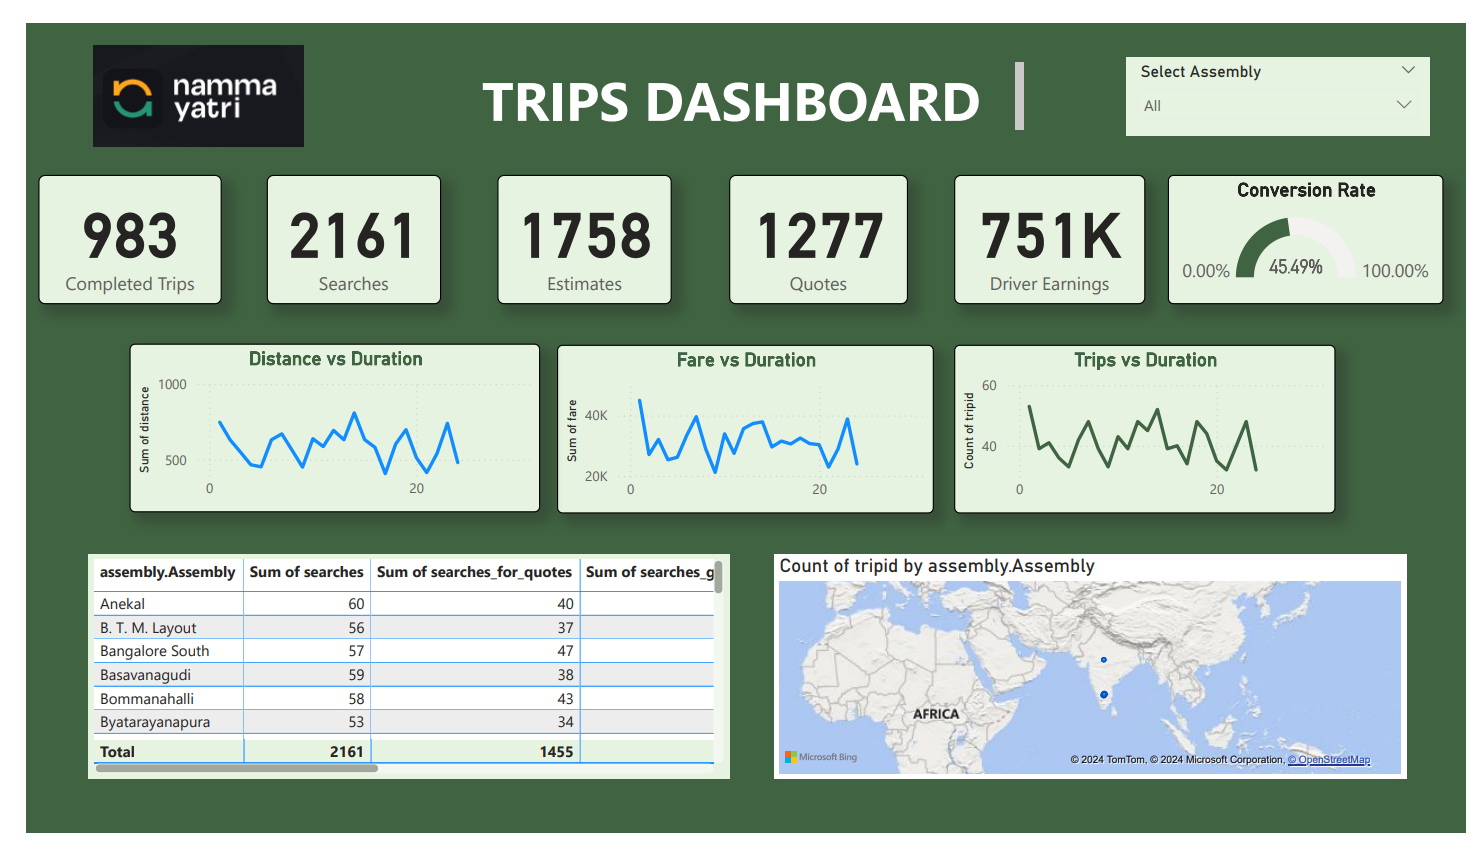 namma
yatri
TRIPS DASHBOARD
Select Assembly
All
983
Completed Trips
2161
Searches
1758
Estimates
1277
Quotes
751K
Driver Earnings
Conversion Rate
0.00%
45.49%
100.00%
Distance vs Duration
Sum of distance
1000
500
0
20
Fare vs Duration
Sum of fare
40K
20K
0
20
Trips vs Duration
Count of tripid
60
40
0
20
assembly.Assembly Sum of searches Sum of searches_for_quotes Sum of searches_g
Anekal 60 40
B. T. M. Layout 56 37
Bangalore South 57 47
Basavanagudi 59 38
Bommanahalli 58 43
Byatarayanapura 53 34
Total 2161 1455
Count of tripid by assembly.Assembly
AFRICA
Microsoft Bing
© 2024 TomTom, © 2024 Microsoft Corporation, © OpenStreetMap